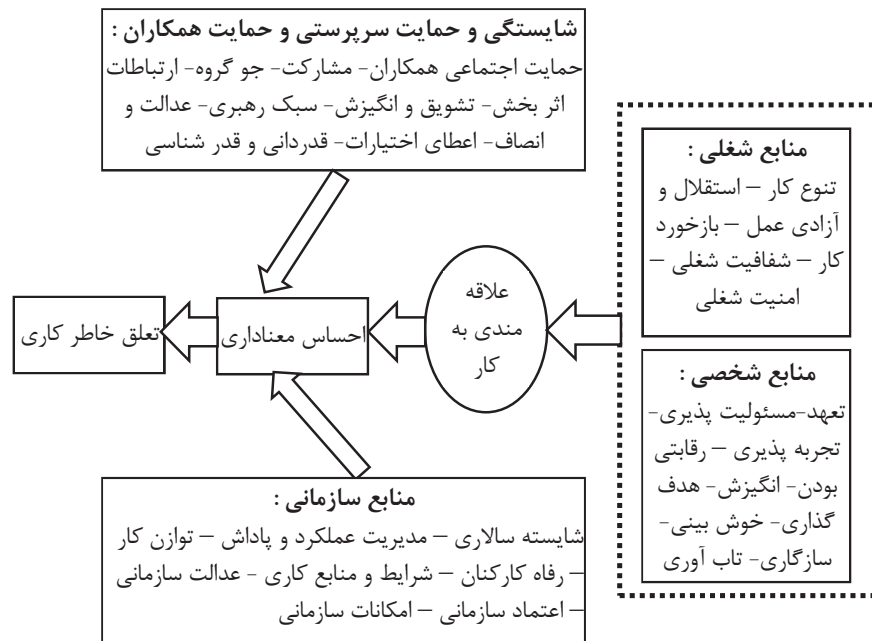 شایستگی و حمایت سرپرستی و حمایت همکاران :
حمایت اجتماعی همکاران- مشارکت- جو گروه- ارتباطات
اثر بخش- تشویق و انگیزش- سبک رهبری- عدالت و
انصاف- اعطای اختیارات- قدردانی و قدر شناسی
منابع شغلی :
تنوع کار – استقلال و
آزادی عمل – بازخورد
کار – شفافیت شغلی –
امنیت شغلی
منابع شخصی :
تعهد-مسئولیت پذیری-
تجربه پذیری – رقابتی
بودن- انگیزش- هدف
گذاری- خوش بینی-
سازگاری- تاب آوری
علاقه
مندی به
کار
احساس معناداری
تعلق خاطر کاری
منابع سازمانی :
شایسته سالاری – مدیریت عملکرد و پاداش – توازن کار
– رفاه کارکنان – شرایط و منابع کاری - عدالت سازمانی
– اعتماد سازمانی – امکانات سازمانی